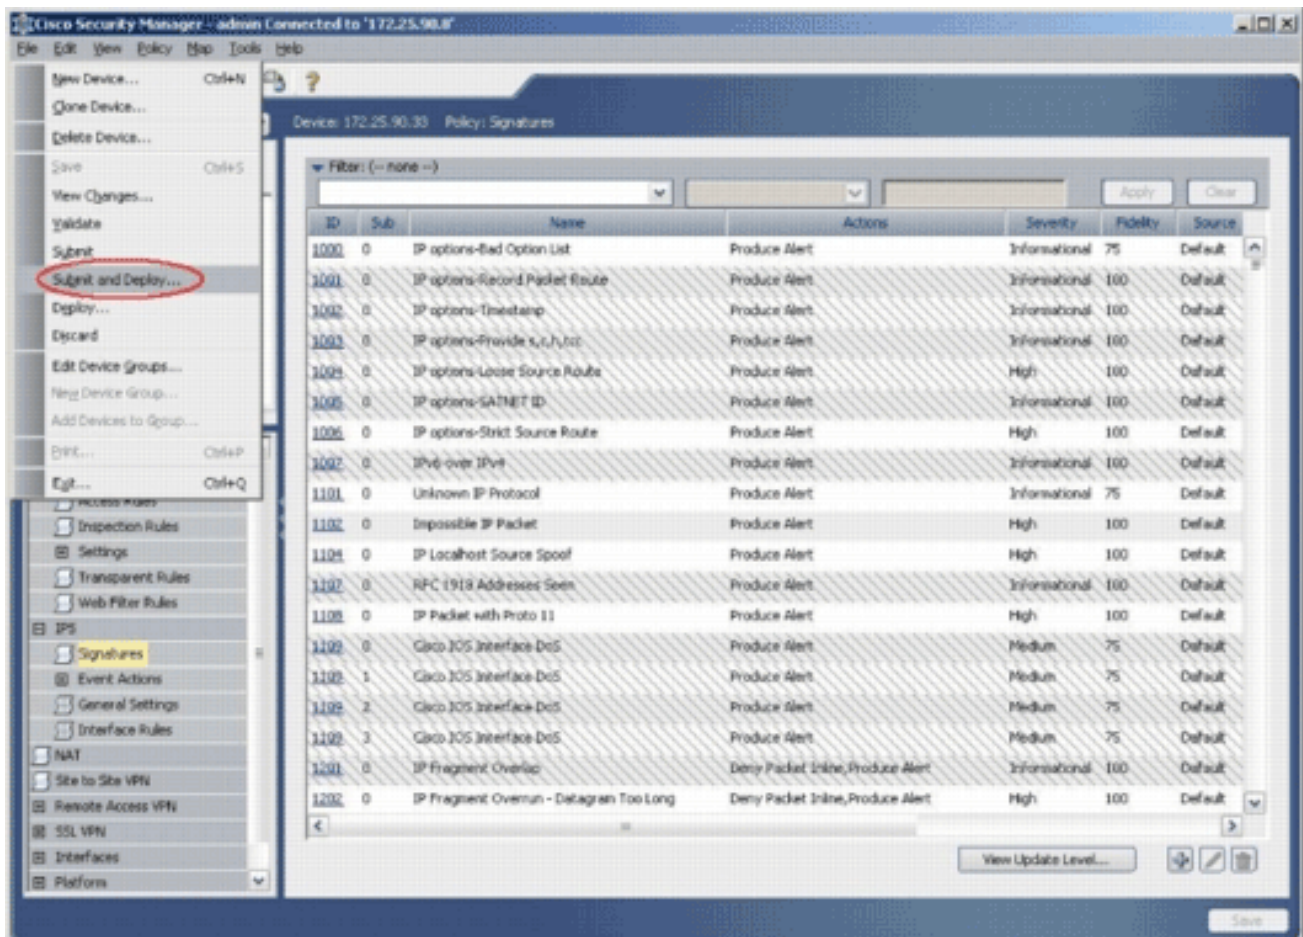 Cisco Security Manager - admin Connected to '172.25.90.8'
File Edit View Policy Map Tools Help
New Device... Ctrl+N
Clone Device...
Delete Device...
Save Ctrl+S
View Changes...
Validate
Submit
Submit and Deploy...
Deploy...
Discard
Edit Device Groups...
New Device Group...
Add Devices to Group...
Print... Ctrl+P
Exit... Ctrl+Q
Access Rules
Inspection Rules
Settings
Transparent Rules
Web Filter Rules
IPS
Signatures
Event Actions
General Settings
Interface Rules
NAT
Site to Site VPN
Remote Access VPN
SSL VPN
Interfaces
Platform
Device: 172.25.90.33 Policy: Signatures
Filter: (-- none --)
Apply Clear
ID Sub Name Actions Severity Fidelity Source
1000 0 IP options-Bad Option List Produce Alert Informational 75 Default
1001 0 IP options-Record Packet Route Produce Alert Informational 100 Default
1002 0 IP options-Timestamp Produce Alert Informational 100 Default
1003 0 IP options-Provide s,c,h,tcc Produce Alert Informational 100 Default
1004 0 IP options-Loose Source Route Produce Alert High 100 Default
1005 0 IP options-SATNET ID Produce Alert Informational 100 Default
1006 0 IP options-Strict Source Route Produce Alert High 100 Default
1007 0 IPv6 over IPv4 Produce Alert Informational 100 Default
1101 0 Unknown IP Protocol Produce Alert Informational 75 Default
1102 0 Impossible IP Packet Produce Alert High 100 Default
1104 0 IP Localhost Source Spoof Produce Alert High 100 Default
1107 0 RFC 1918 Addresses Seen Produce Alert Informational 100 Default
1108 0 IP Packet with Proto 11 Produce Alert High 100 Default
1109 0 Cisco IOS Interface DoS Produce Alert Medium 75 Default
1109 1 Cisco IOS Interface DoS Produce Alert Medium 75 Default
1109 2 Cisco IOS Interface DoS Produce Alert Medium 75 Default
1109 3 Cisco IOS Interface DoS Produce Alert Medium 75 Default
1201 0 IP Fragment Overlap Deny Packet Inline,Produce Alert Informational 100 Default
1202 0 IP Fragment Overrun - Datagram Too Long Deny Packet Inline,Produce Alert High 100 Default
View Update Level...
Save